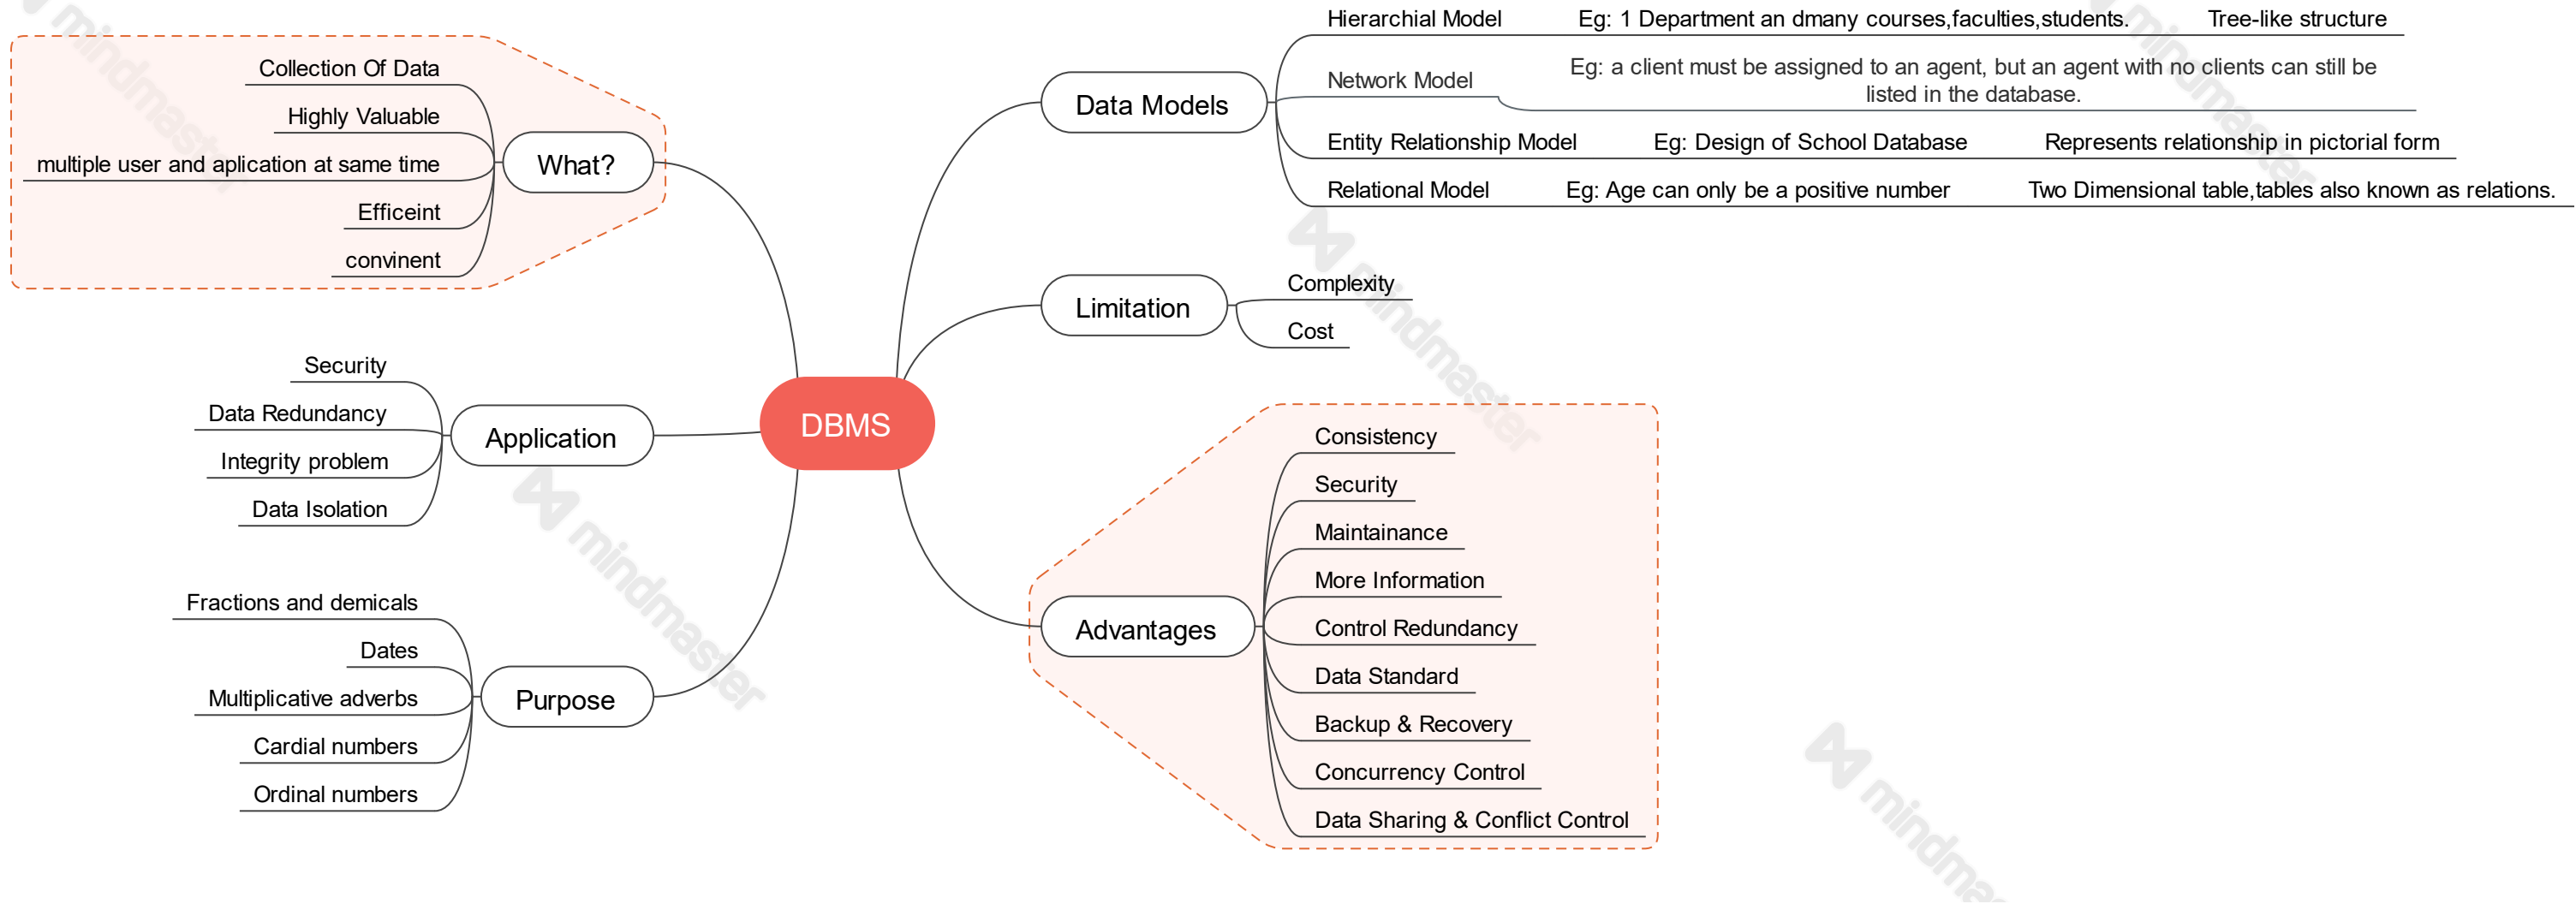 DBMS
What?
Collection Of Data
Highly Valuable
multiple user and aplication at same time
Efficeint
convinent
Application
Security
Data Redundancy
Integrity problem
Data Isolation
Purpose
Fractions and demicals
Dates
Multiplicative adverbs
Cardial numbers
Ordinal numbers
Data Models
Hierarchial Model
Eg: 1 Department an dmany courses,faculties,students.
Tree-like structure
Network Model
Eg: a client must be assigned to an agent, but an agent with no clients can still be
listed in the database.
Entity Relationship Model
Eg: Design of School Database
Represents relationship in pictorial form
Relational Model
Eg: Age can only be a positive number
Two Dimensional table,tables also known as relations.
Limitation
Complexity
Cost
Advantages
Consistency
Security
Maintainance
More Information
Control Redundancy
Data Standard
Backup & Recovery
Concurrency Control
Data Sharing & Conflict Control
mindmaster
mindmaster
mindmaster
mindmaster
mindma